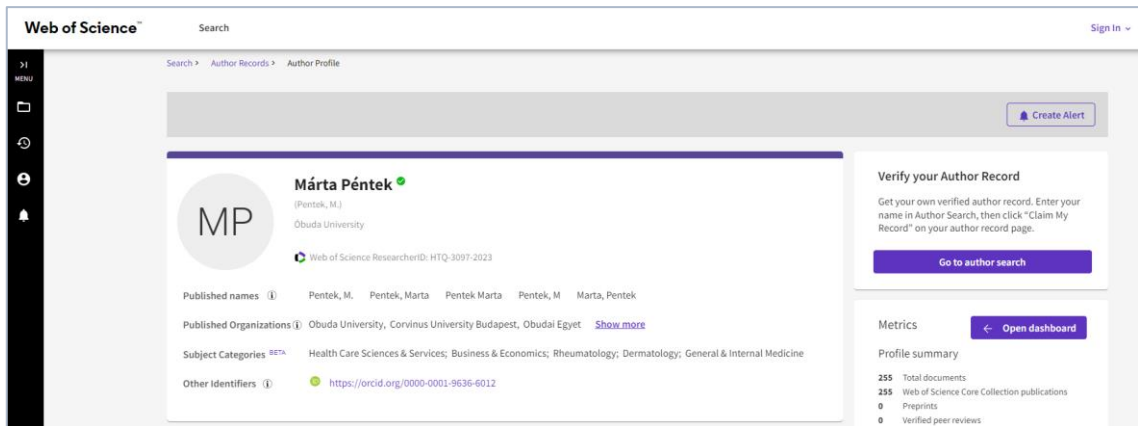 Web of Science™ Search Sign In
MENU
Search > Author Records > Author Profile
Create Alert
MP
Márta Péntek
(Pentek, M.)
Óbuda University
Web of Science ResearcherID: HTQ-3097-2023
Published names Pentek, M. Pentek, Marta Pentek Marta Pentek, M Marta, Pentek
Published Organizations Obuda University, Corvinus University Budapest, Obudai Egyet Show more
Subject Categories BETA Health Care Sciences & Services; Business & Economics; Rheumatology; Dermatology; General & Internal Medicine
Other Identifiers https://orcid.org/0000-0001-9636-6012
Verify your Author Record
Get your own verified author record. Enter your
name in Author Search, then click "Claim My
Record" on your author record page.
Go to author search
Metrics ← Open dashboard
Profile summary
255 Total documents
255 Web of Science Core Collection publications
0 Preprints
0 Verified peer reviews